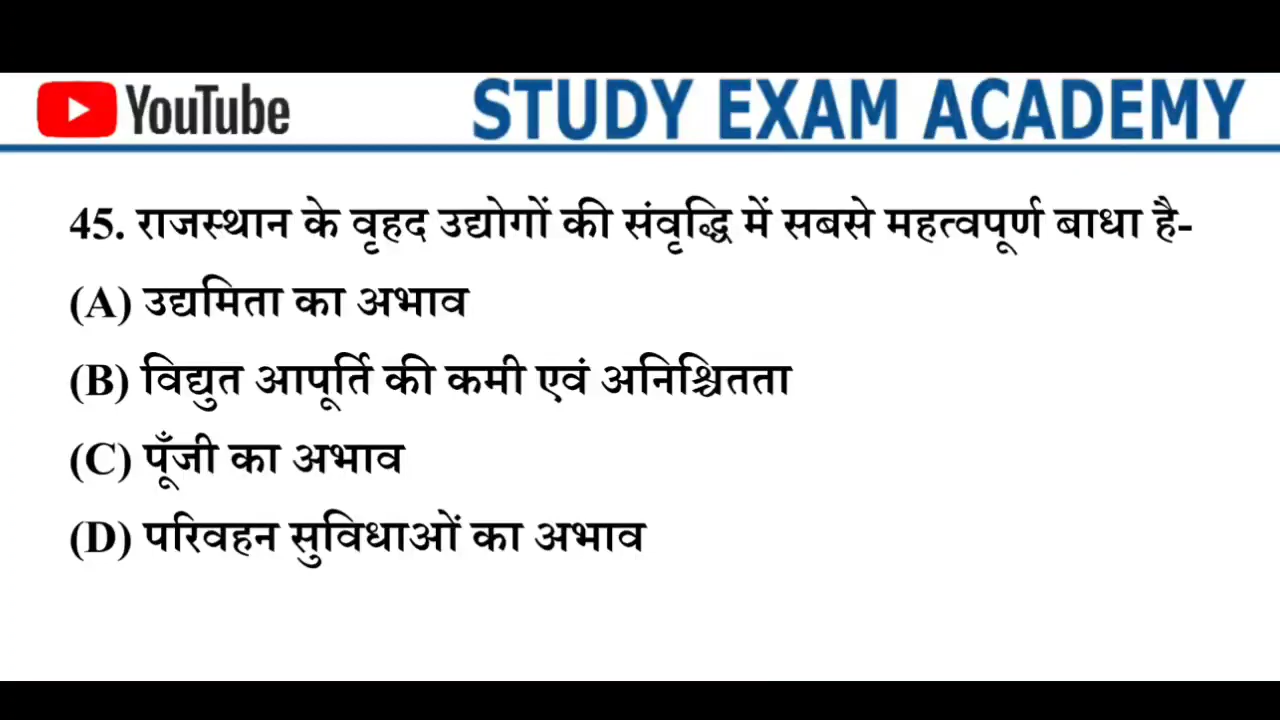 YouTube STUDY EXAM ACADEMY
45. राजस्थान के वृहद उद्योगों की संवृद्धि में सबसे महत्वपूर्ण बाधा है-
(A) उद्यमिता का अभाव
(B) विद्युत आपूर्ति की कमी एवं अनिश्चितता
(C) पूँजी का अभाव
(D) परिवहन सुविधाओं का अभाव